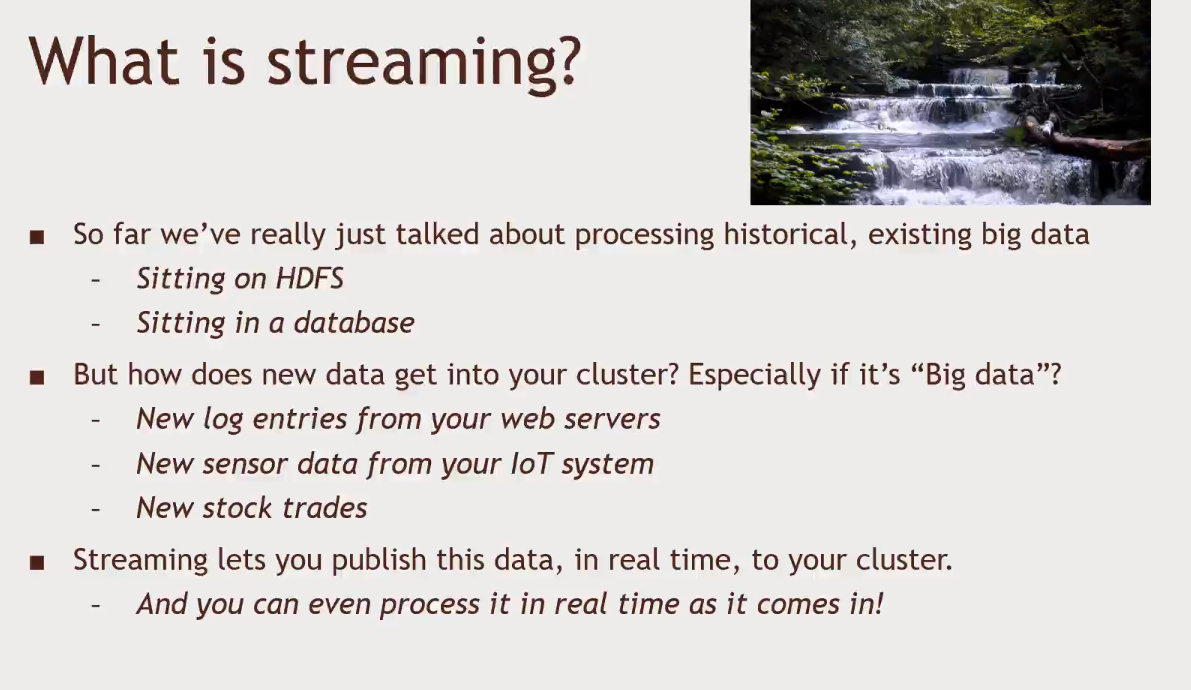 What is streaming?
■ So far we’ve really just talked about processing historical, existing big data
– Sitting on HDFS
– Sitting in a database
■ But how does new data get into your cluster? Especially if it’s “Big data”?
– New log entries from your web servers
– New sensor data from your IoT system
– New stock trades
■ Streaming lets you publish this data, in real time, to your cluster.
– And you can even process it in real time as it comes in!